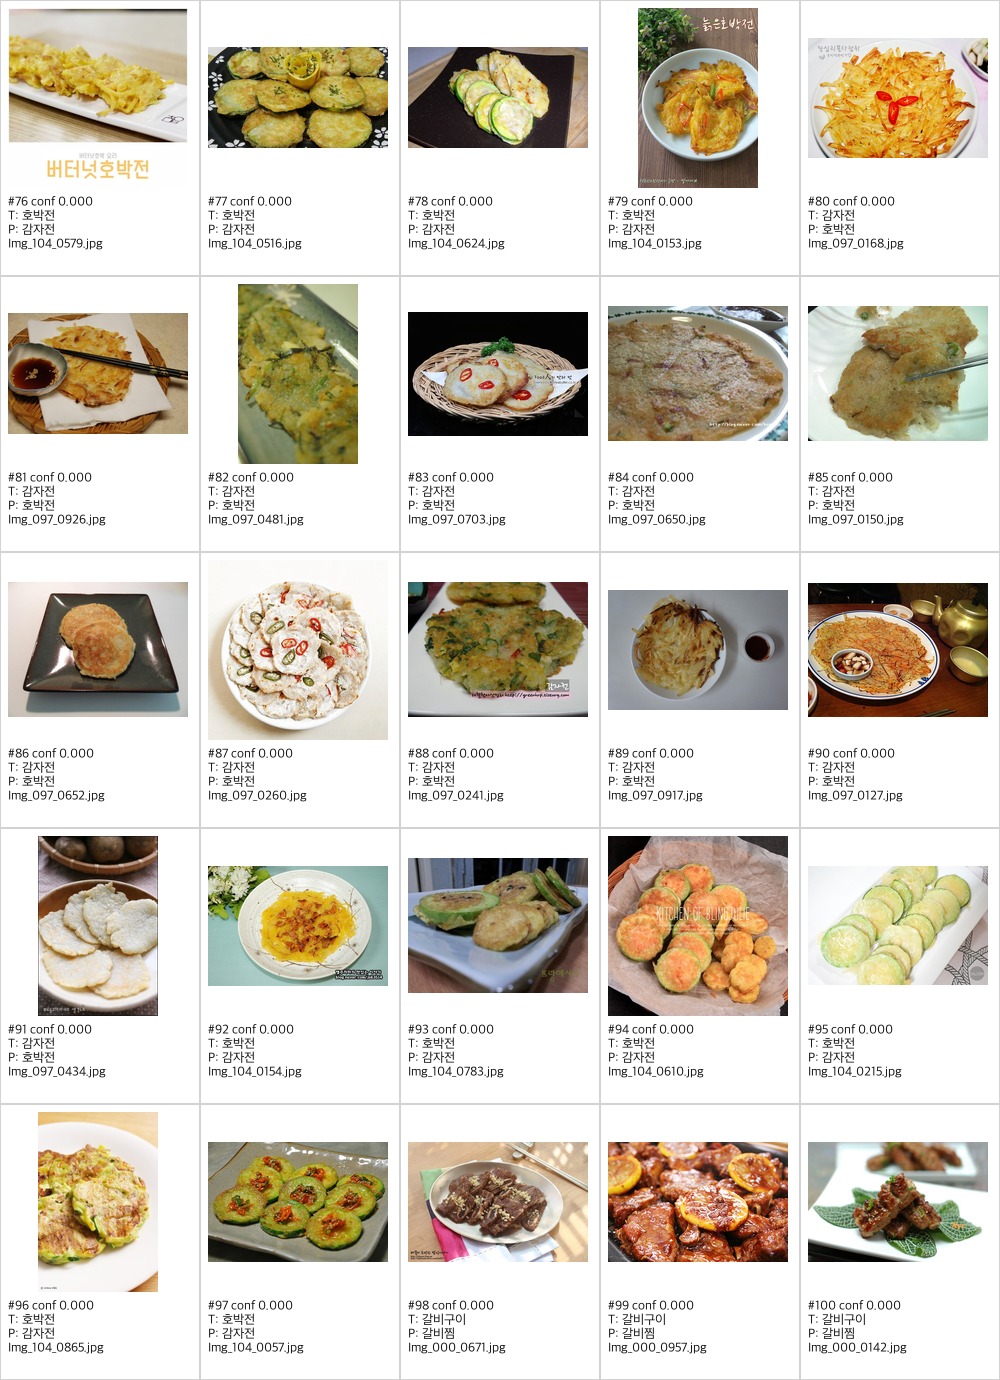 버터넛호박 요리
버터넛호박전
#76 conf 0.000
T: 호박전
P: 감자전
Img_104_0579.jpg
#77 conf 0.000
T: 호박전
P: 감자전
Img_104_0516.jpg
#78 conf 0.000
T: 호박전
P: 감자전
Img_104_0624.jpg
늙은호박전
#79 conf 0.000
T: 호박전
P: 감자전
Img_104_0153.jpg
#80 conf 0.000
T: 감자전
P: 호박전
Img_097_0168.jpg
#81 conf 0.000
T: 감자전
P: 호박전
Img_097_0926.jpg
#82 conf 0.000
T: 감자전
P: 호박전
Img_097_0481.jpg
#83 conf 0.000
T: 감자전
P: 호박전
Img_097_0703.jpg
#84 conf 0.000
T: 감자전
P: 호박전
Img_097_0650.jpg
#85 conf 0.000
T: 감자전
P: 호박전
Img_097_0150.jpg
#86 conf 0.000
T: 감자전
P: 호박전
Img_097_0652.jpg
#87 conf 0.000
T: 감자전
P: 호박전
Img_097_0260.jpg
감자전
#88 conf 0.000
T: 감자전
P: 호박전
Img_097_0241.jpg
#89 conf 0.000
T: 감자전
P: 호박전
Img_097_0917.jpg
#90 conf 0.000
T: 감자전
P: 호박전
Img_097_0127.jpg
#91 conf 0.000
T: 감자전
P: 호박전
Img_097_0434.jpg
#92 conf 0.000
T: 호박전
P: 감자전
Img_104_0154.jpg
#93 conf 0.000
T: 호박전
P: 감자전
Img_104_0783.jpg
KITCHEN OF
#94 conf 0.000
T: 호박전
P: 감자전
Img_104_0610.jpg
#95 conf 0.000
T: 호박전
P: 감자전
Img_104_0215.jpg
#96 conf 0.000
T: 호박전
P: 감자전
Img_104_0865.jpg
#97 conf 0.000
T: 호박전
P: 감자전
Img_104_0057.jpg
#98 conf 0.000
T: 갈비구이
P: 갈비찜
Img_000_0671.jpg
#99 conf 0.000
T: 갈비구이
P: 갈비찜
Img_000_0957.jpg
#100 conf 0.000
T: 갈비구이
P: 갈비찜
Img_000_0142.jpg